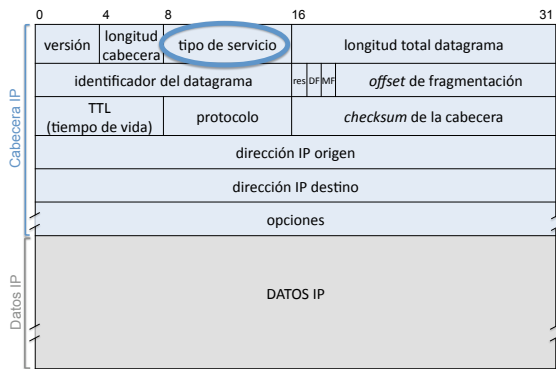 0 4 8 16 31
versión longitud cabecera tipo de servicio longitud total datagrama
identificador del datagrama res DF MF offset de fragmentación
TTL (tiempo de vida) protocolo checksum de la cabecera
dirección IP origen
dirección IP destino
opciones
Cabecera IP
DATOS IP
Datos IP